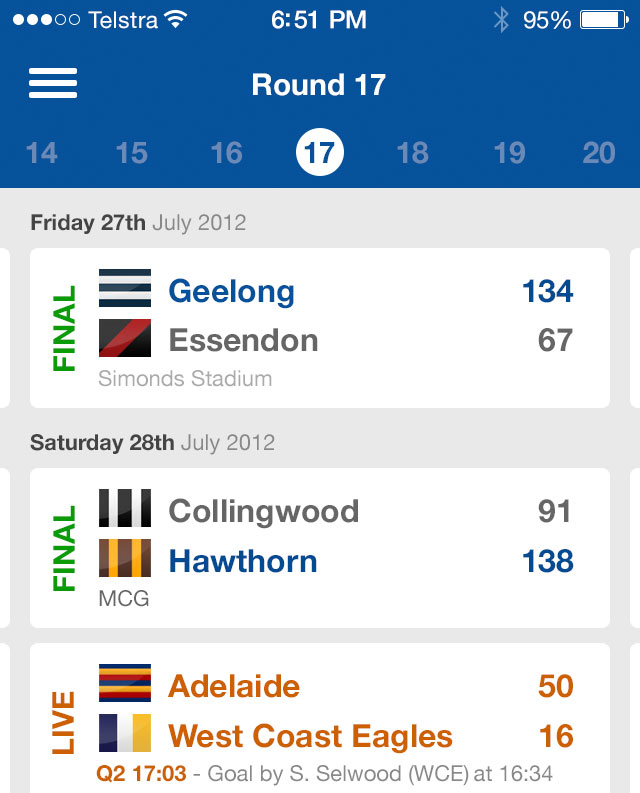 Telstra 6:51 PM 95%
Round 17
14 15 16 17 18 19 20
Friday 27th July 2012
FINAL
Geelong 134
Essendon 67
Simonds Stadium
Saturday 28th July 2012
FINAL
Collingwood 91
Hawthorn 138
MCG
LIVE
Adelaide 50
West Coast Eagles 16
Q2 17:03 - Goal by S. Selwood (WCE) at 16:34